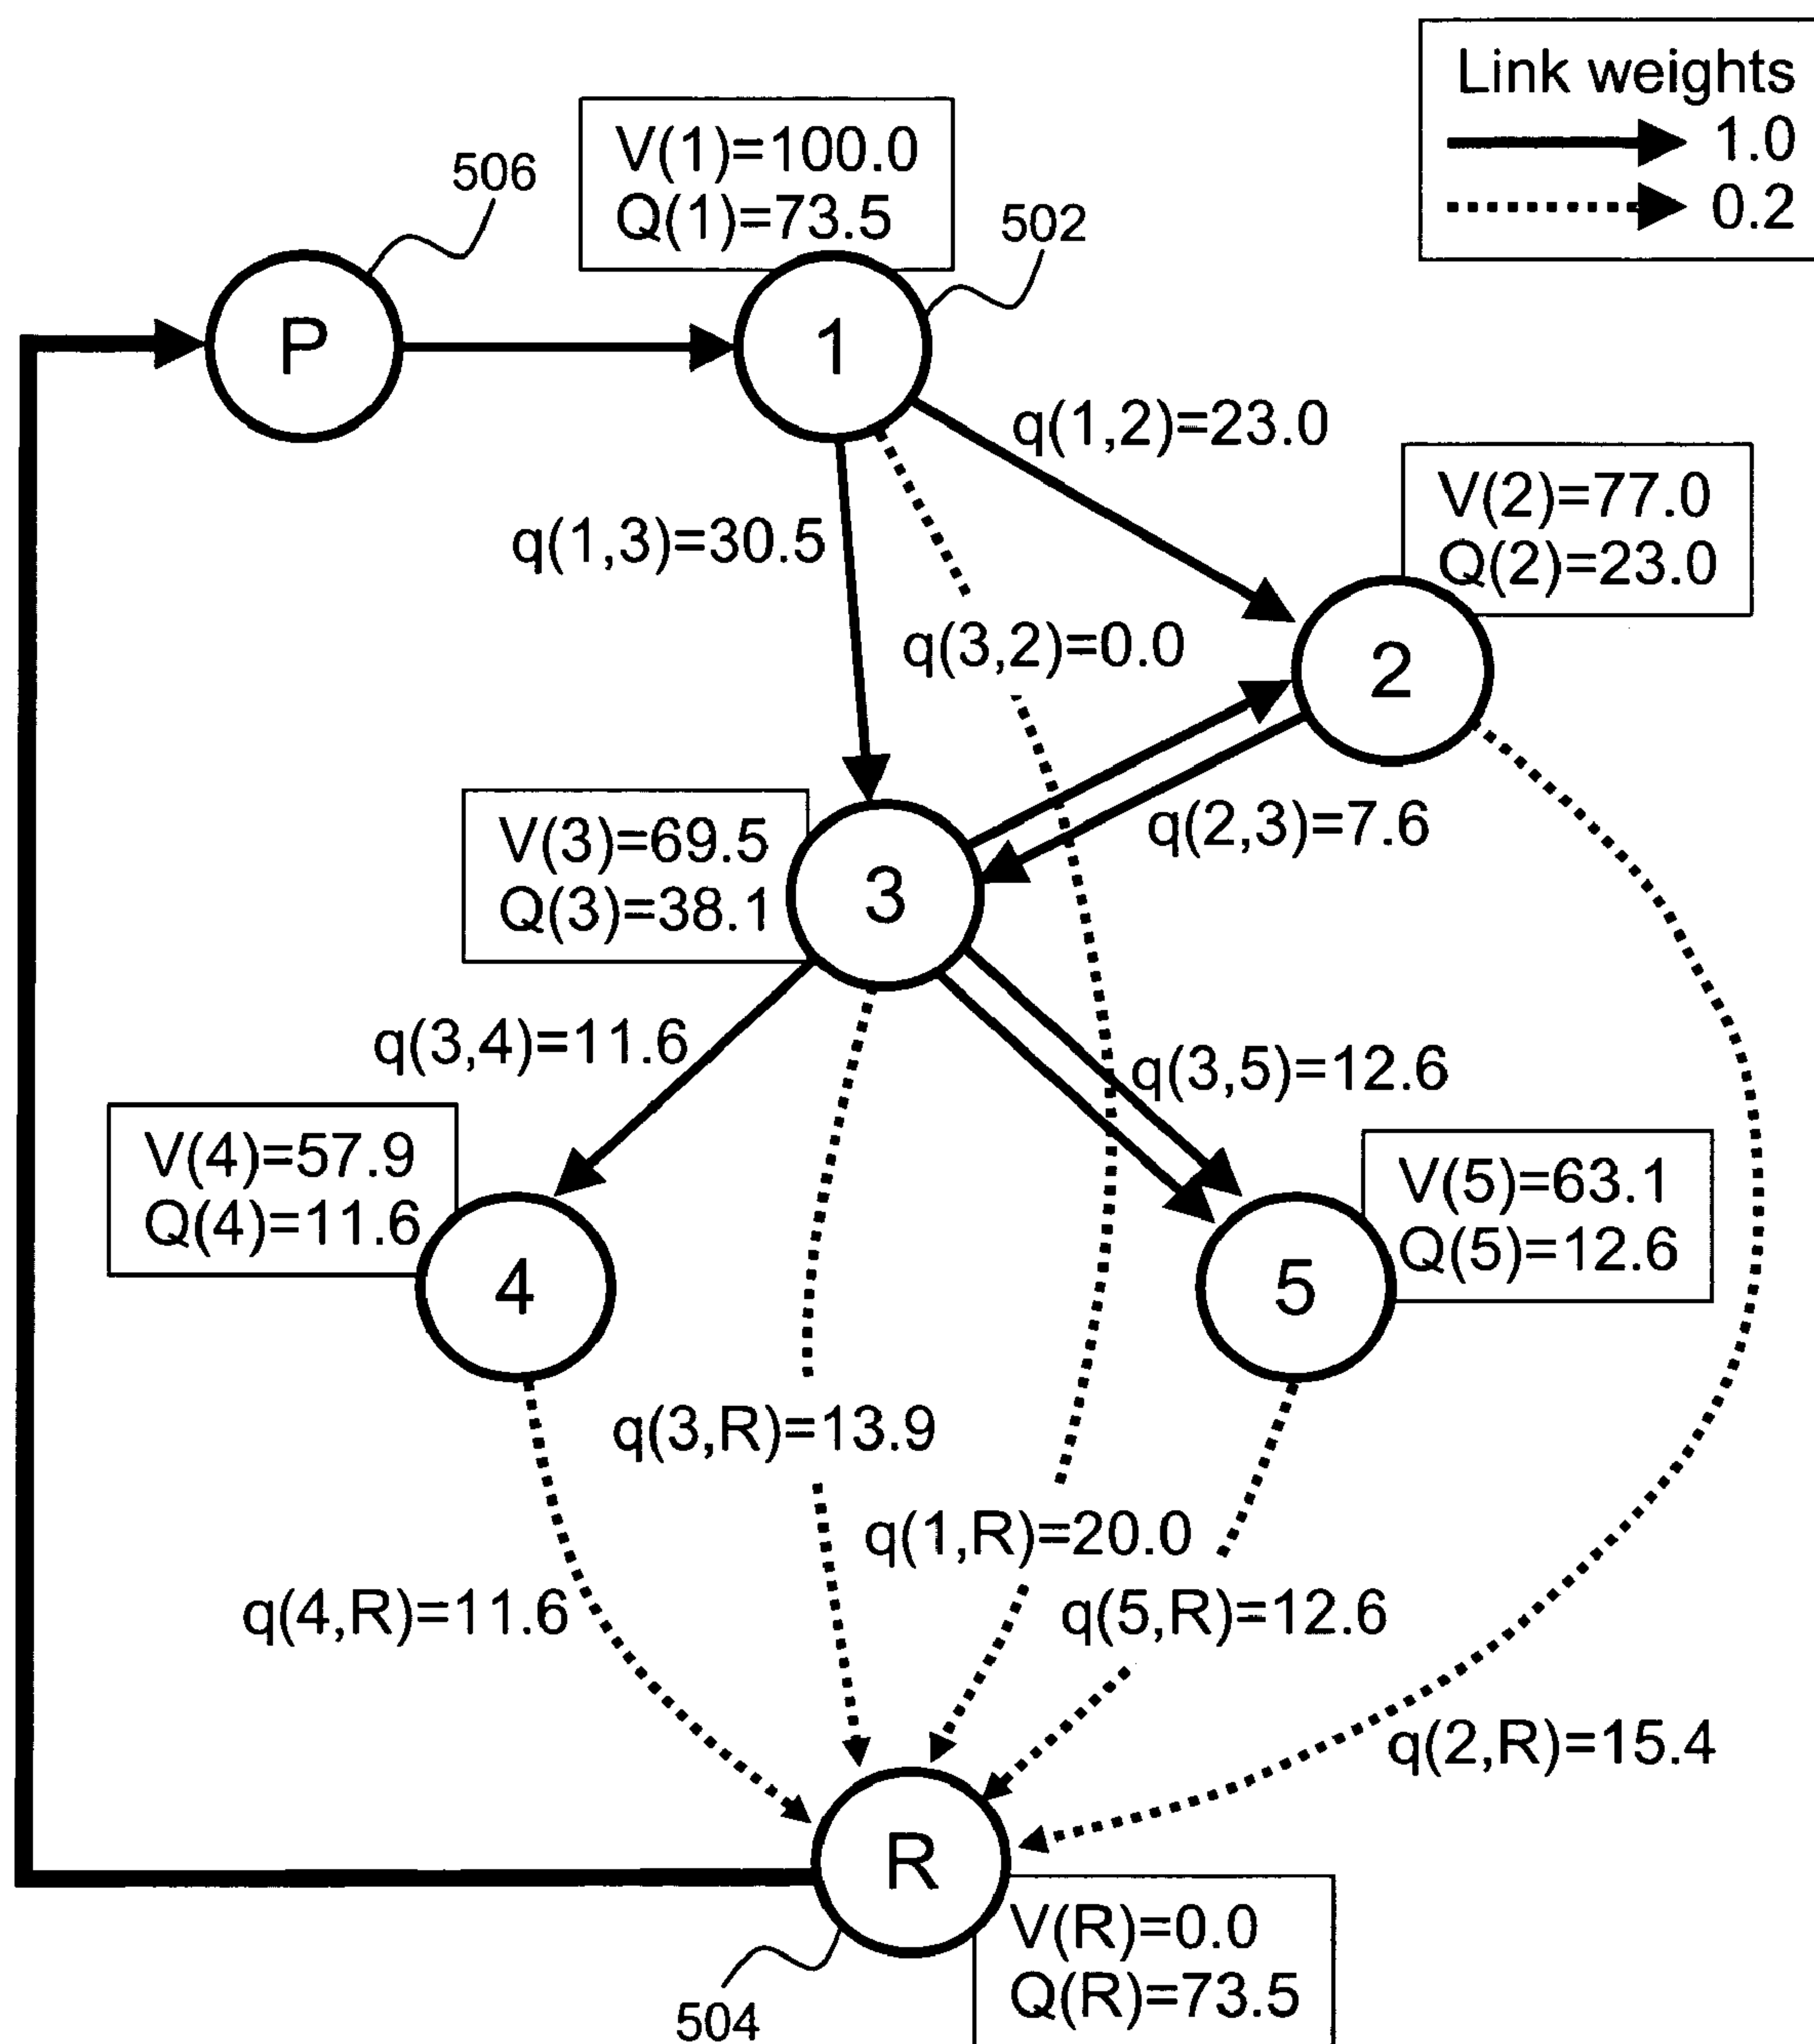 Link weights
1.0
0.2
V(1)=100.0
Q(1)=73.5
506
502
P
1
q(1,2)=23.0
V(2)=77.0
Q(2)=23.0
q(1,3)=30.5
q(3,2)=0.0
2
V(3)=69.5
Q(3)=38.1
q(2,3)=7.6
3
q(3,4)=11.6
q(3,5)=12.6
V(4)=57.9
Q(4)=11.6
V(5)=63.1
Q(5)=12.6
4
5
q(3,R)=13.9
q(1,R)=20.0
q(4,R)=11.6
q(5,R)=12.6
q(2,R)=15.4
R
V(R)=0.0
Q(R)=73.5
504